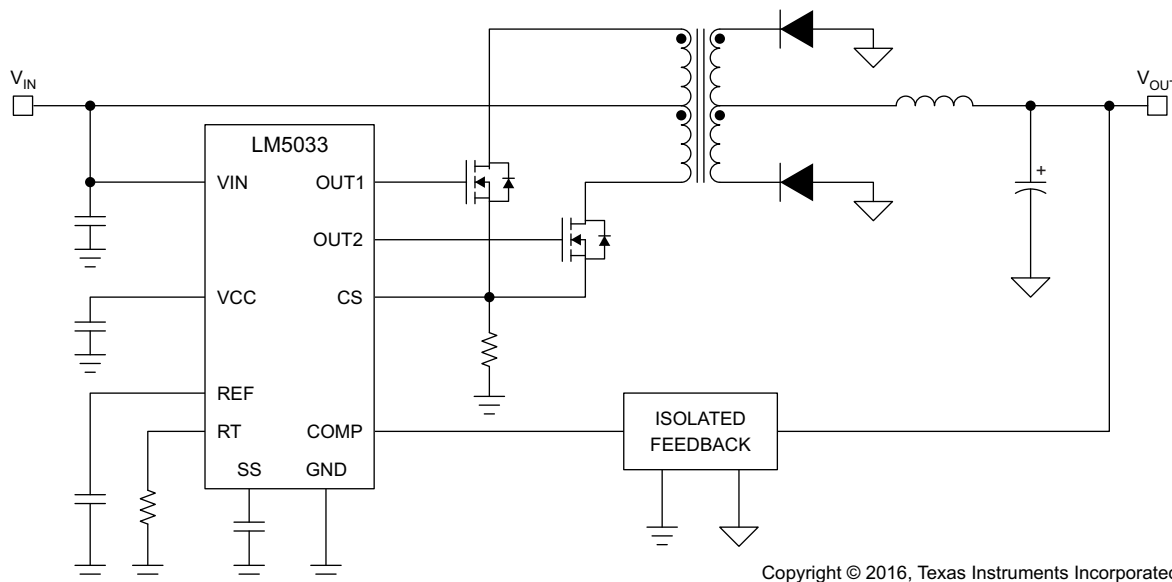 V_IN
V_OUT
LM5033
VIN
OUT1
OUT2
VCC
CS
REF
RT
COMP
SS
GND
ISOLATED
FEEDBACK
+
Copyright © 2016, Texas Instruments Incorporated